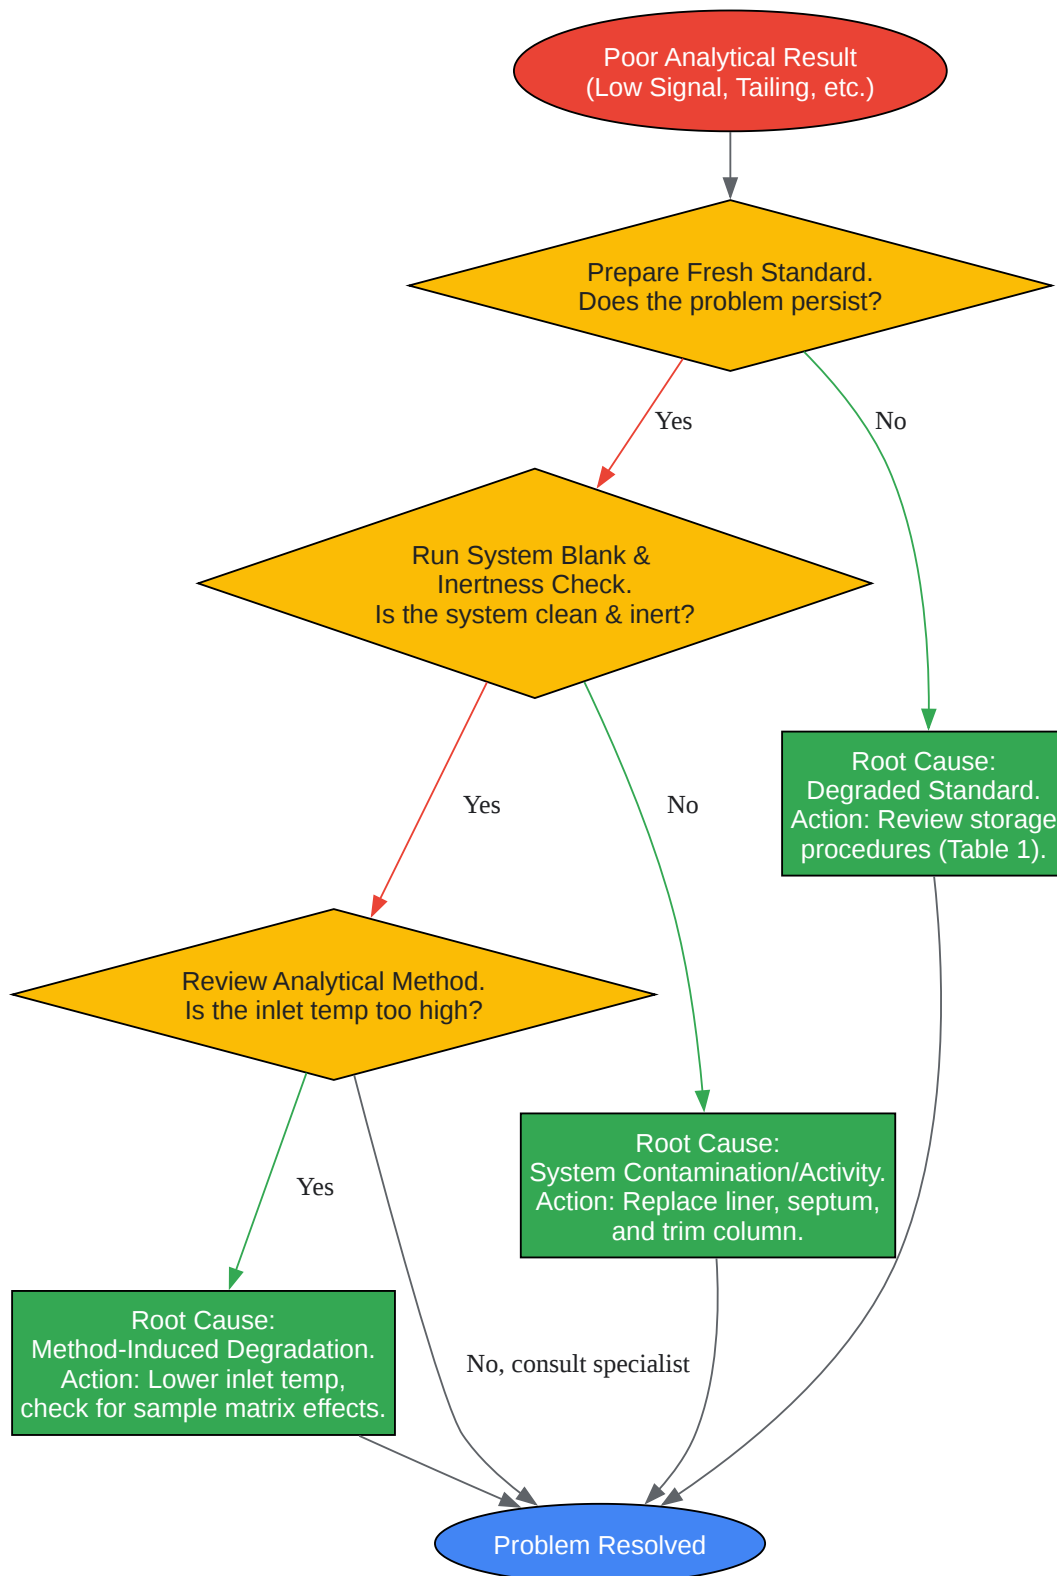 Poor Analytical Result
(Low Signal, Tailing, etc.)
Prepare Fresh Standard.
Does the problem persist?
Yes
No
Run System Blank &
Inertness Check.
Is the system clean & inert?
Root Cause:
Degraded Standard.
Action: Review storage
procedures (Table 1).
Yes
No
Review Analytical Method.
Is the inlet temp too high?
Root Cause:
System Contamination/Activity.
Action: Replace liner, septum,
and trim column.
Yes
Root Cause:
Method-Induced Degradation.
Action: Lower inlet temp,
check for sample matrix effects.
No, consult specialist
Problem Resolved